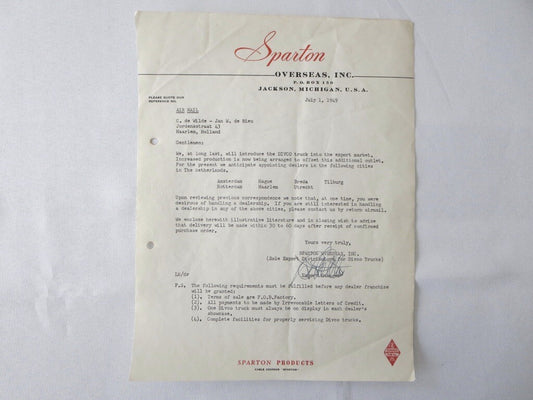 Sparton
OVERSEAS, INC.
P. O. BOX 150
JACKSON, MICHIGAN, U.S.A.
PLEASE QUOTE OUR
REFERENCE NO.
July 1, 1949
AIR MAIL
C. de Wilde - Jan W. de Bleu
Joriensstraat 43
Haarlem, Holland
Gentlemen:
We, at long last, will introduce the DIVCO truck into the export market.
Increased production is now being arranged to offset this additional outlet.
For the present we anticipate appointing dealers in the following cities
in The Netherlands.
Amsterdam Hague Breda Tilburg
Rotterdam Haarlem Utrecht
Upon reviewing previous correspondence we note that, at one time, you were
desirous of handling a dealership. If you are still interested in handling
a dealership in any of the above cities, please contact us by return airmail.
We enclose herewith illustrative literature and in closing wish to advise
that delivery will be made within 30 to 60 days after receipt of confirmed
purchase order.
Yours very truly,
SPARTON OVERSEAS, INC.
(Sole Export Distributors for Divco Trucks)
P.S. The following requirements must be fulfilled before any dealer franchise
will be granted:
(1). Terms of sale are F.O.B.Factory.
(2). All payments to be made by Irrevocable Letters of Credit.
(3) One Divco truck must always be on display in each dealer's
showcase.
(4). Complete facilities for properly servicing Divco trucks.
SPARTON PRODUCTS
CABLE ADDRESS "SPARTON"